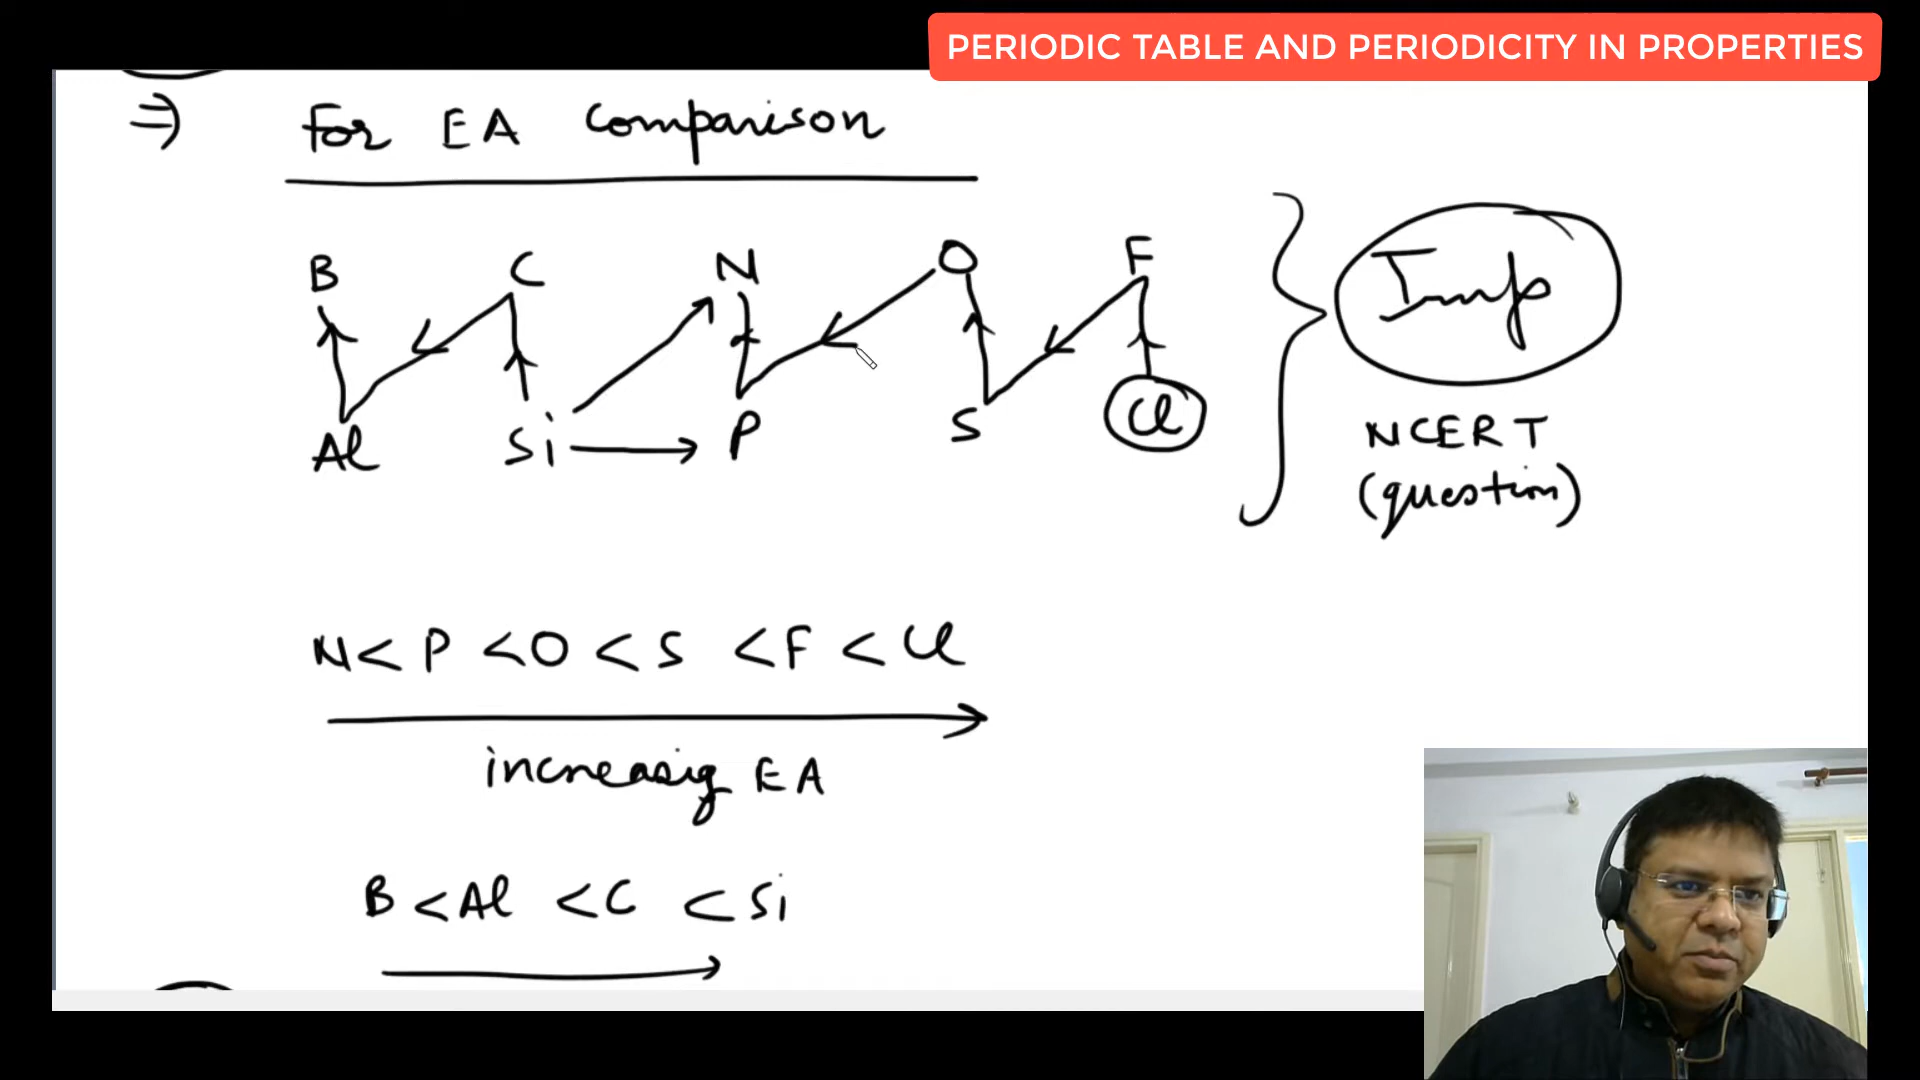 PERIODIC TABLE AND PERIODICITY IN PROPERTIES
⇒ For EA Comparison
B C N O F
Al Si P S Cl
Imp
NCERT
(question)
N < P < O < S < F < Cl
increasig EA
B < Al < C < Si